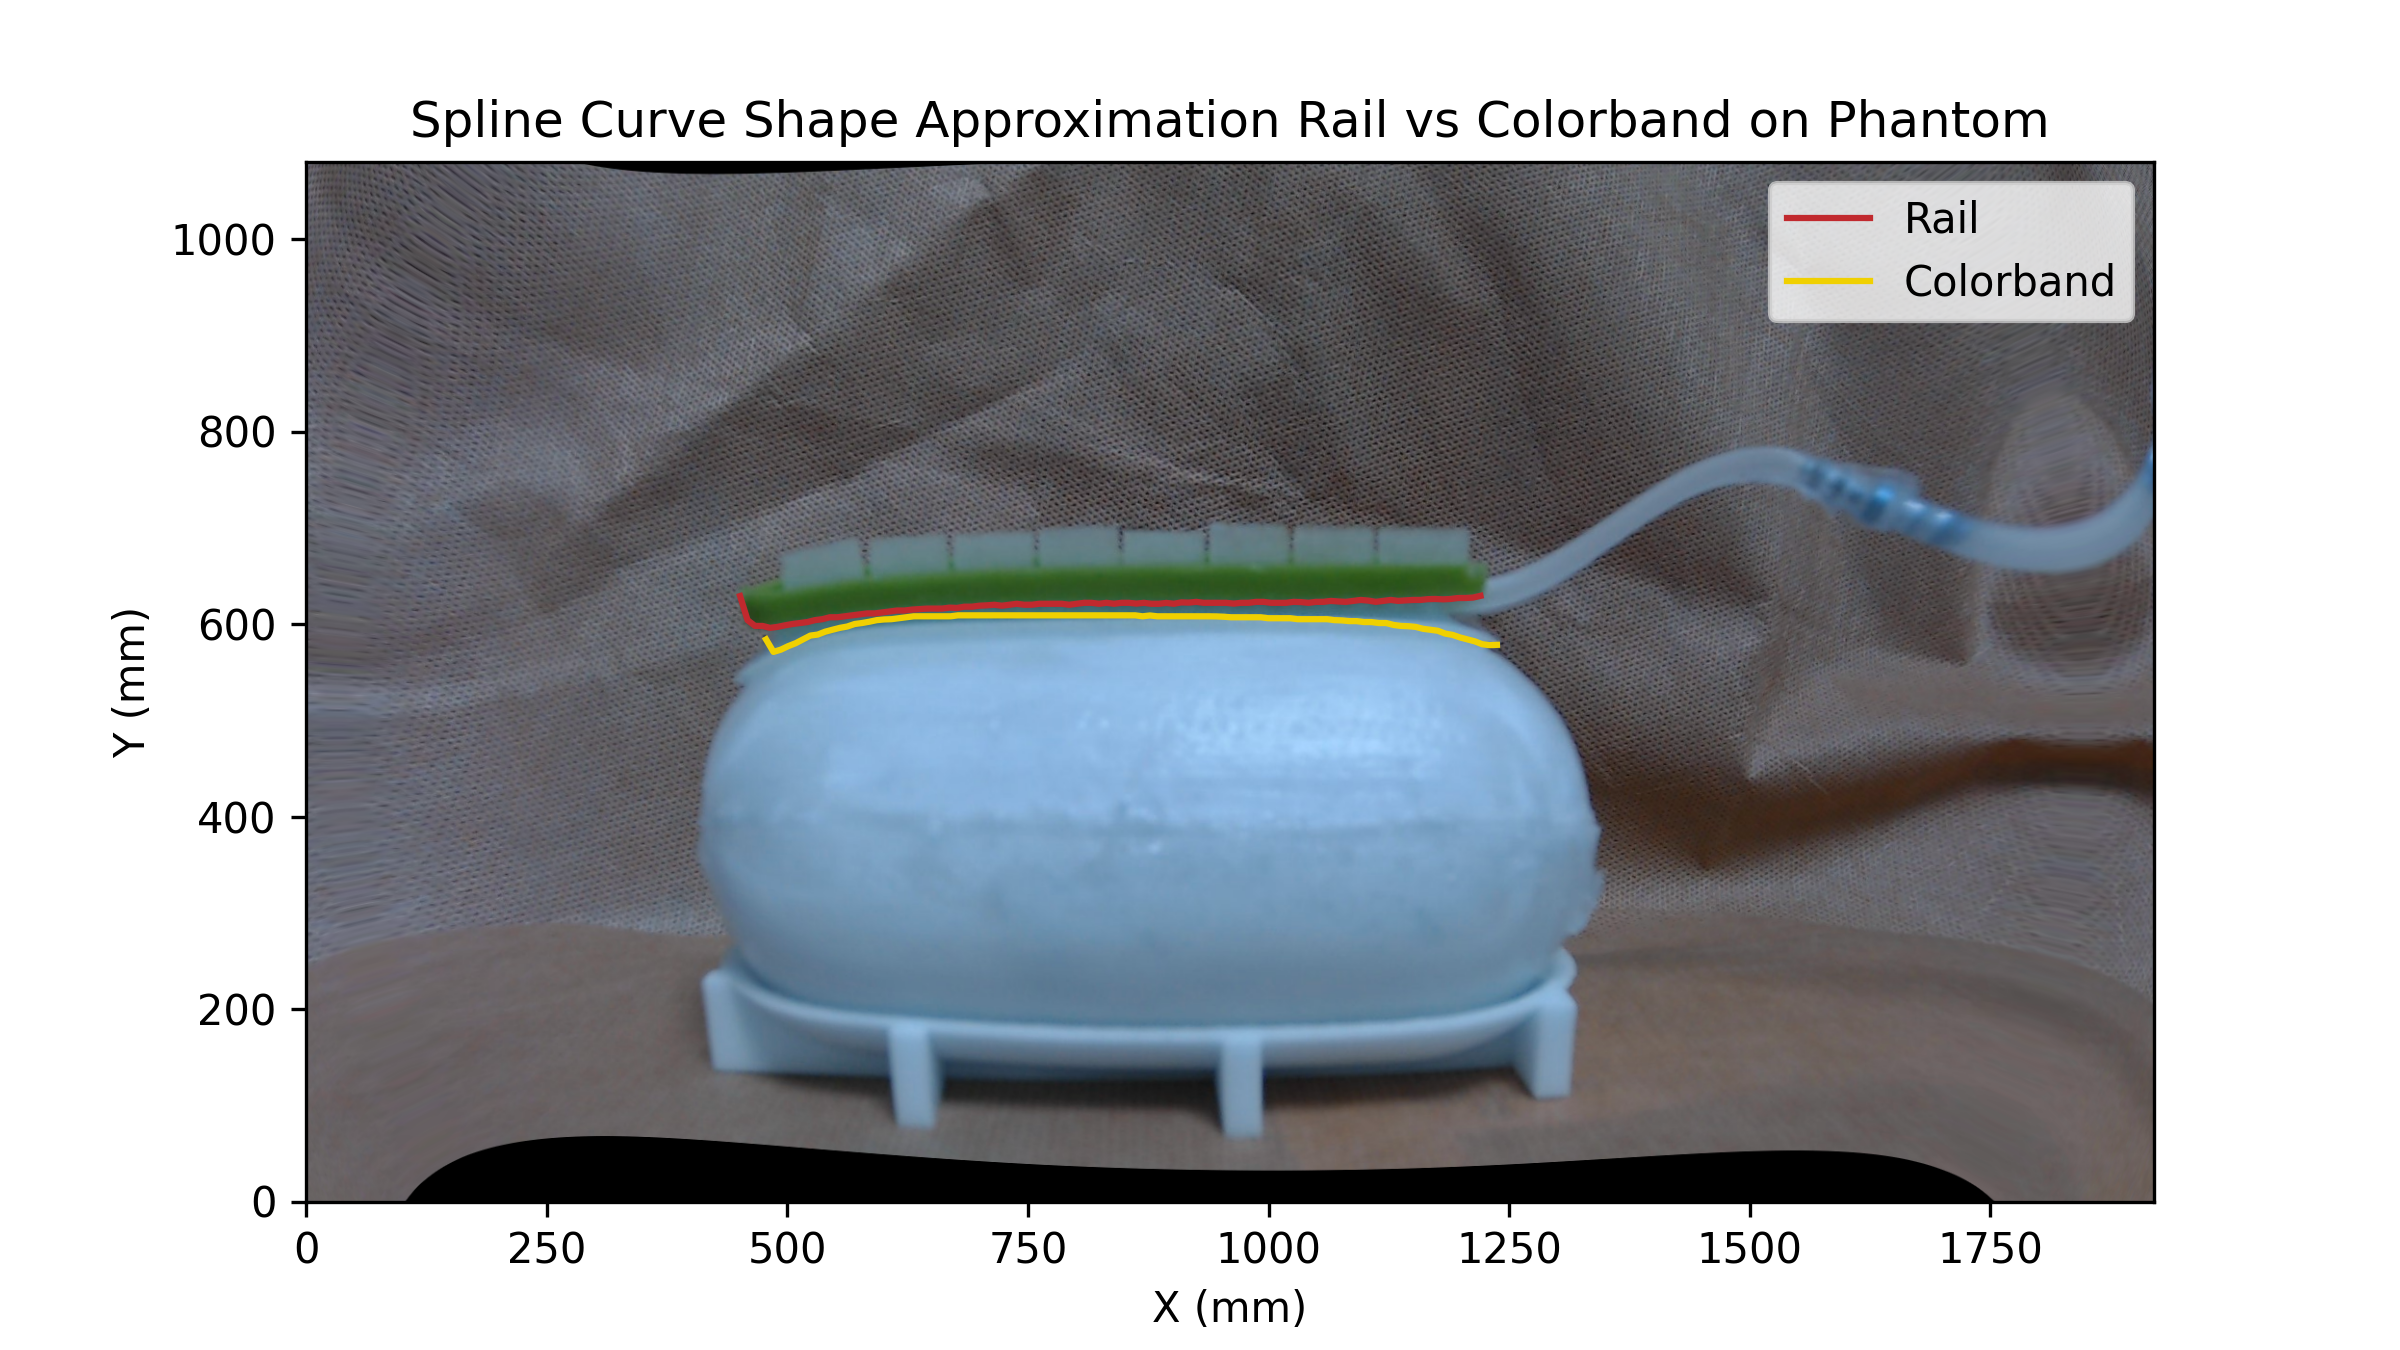 Spline Curve Shape Approximation Rail vs Colorband on Phantom
Rail
Colorband
Y (mm)
1000
800
600
400
200
0
0 250 500 750 1000 1250 1500 1750
X (mm)